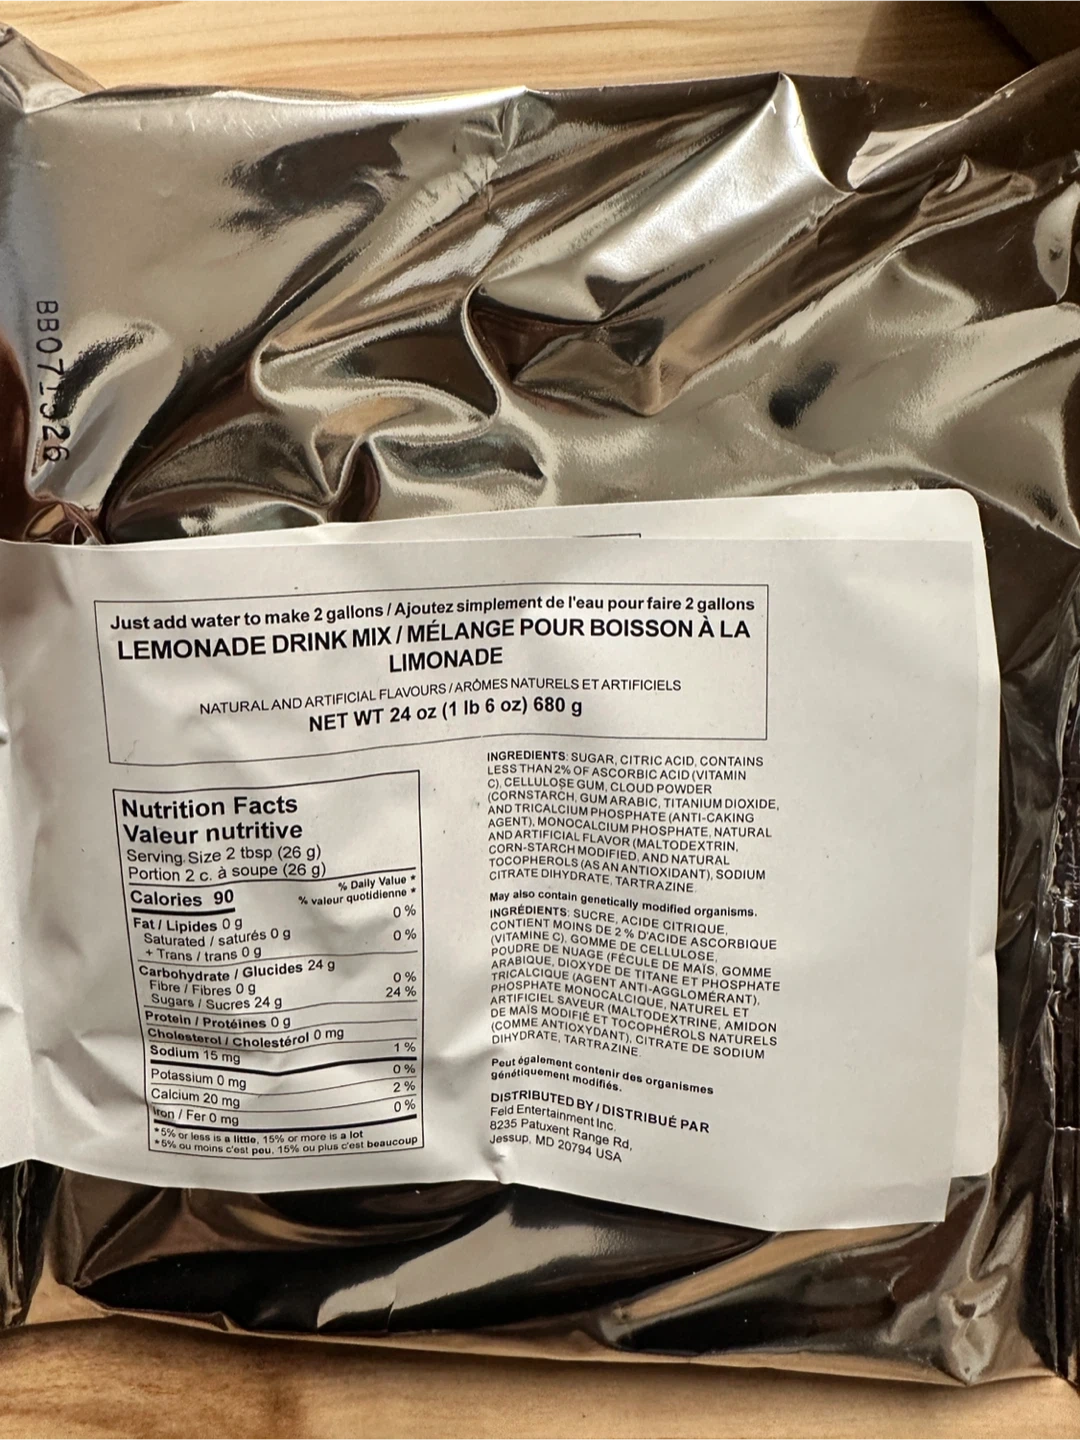 Just add water to make 2 gallons / Ajoutez simplement de l'eau pour faire 2 gallons
LEMONADE DRINK MIX / MÉLANGE POUR BOISSON À LA
LIMONADE
NATURAL AND ARTIFICIAL FLAVOURS / ARÔMES NATURELS ET ARTIFICIELS
NET WT 24 oz (1 lb 6 oz) 680 g
Nutrition Facts
Valeur nutritive
Serving Size 2 tbsp (26 g)
Portion 2 c. à soupe (26 g)
Calories 90
% Daily Value *
% valeur quotidienne *
Fat / Lipides 0 g 0 %
Saturated / saturés 0 g 0 %
+ Trans / trans 0 g
Carbohydrate / Glucides 24 g
Fibre / Fibres 0 g 0 %
Sugars / Sucres 24 g 24 %
Protein / Protéines 0 g
Cholesterol / Cholestérol 0 mg
Sodium 15 mg 1 %
Potassium 0 mg 0 %
Calcium 20 mg 2 %
Iron / Fer 0 mg 0 %
*5% or less is a little, 15% or more is a lot
*5% ou moins c'est peu, 15% ou plus c'est beaucoup
INGREDIENTS: SUGAR, CITRIC ACID, CONTAINS
LESS THAN 2% OF ASCORBIC ACID (VITAMIN
C), CELLULOSE GUM, CLOUD POWDER
(CORNSTARCH, GUM ARABIC, TITANIUM DIOXIDE,
AND TRICALCIUM PHOSPHATE (ANTI-CAKING
AGENT), MONOCALCIUM PHOSPHATE, NATURAL
AND ARTIFICIAL FLAVOR (MALTODEXTRIN,
CORN-STARCH MODIFIED, AND NATURAL
TOCOPHEROLS (AS AN ANTIOXIDANT), SODIUM
CITRATE DIHYDRATE, TARTRAZINE.
May also contain genetically modified organisms.
INGRÉDIENTS: SUCRE, ACIDE CITRIQUE,
CONTIENT MOINS DE 2 % D'ACIDE ASCORBIQUE
(VITAMINE C), GOMME DE CELLULOSE,
POUDRE DE NUAGE (FÉCULE DE MAÏS, GOMME
ARABIQUE, DIOXYDE DE TITANE ET PHOSPHATE
TRICALCIQUE (AGENT ANTI-AGGLOMÉRANT),
PHOSPHATE MONOCALCIQUE, NATUREL ET
ARTIFICIEL SAVEUR (MALTODEXTRINE, AMIDON
DE MAÏS MODIFIÉ ET TOCOPHÉROLS NATURELS
(COMME ANTIOXYDANT), CITRATE DE SODIUM
DIHYDRATE, TARTRAZINE.
Peut également contenir des organismes
génétiquement modifiés.
DISTRIBUTED BY / DISTRIBUÉ PAR
Feld Entertainment Inc.
8235 Patuxent Range Rd,
Jessup, MD 20794 USA